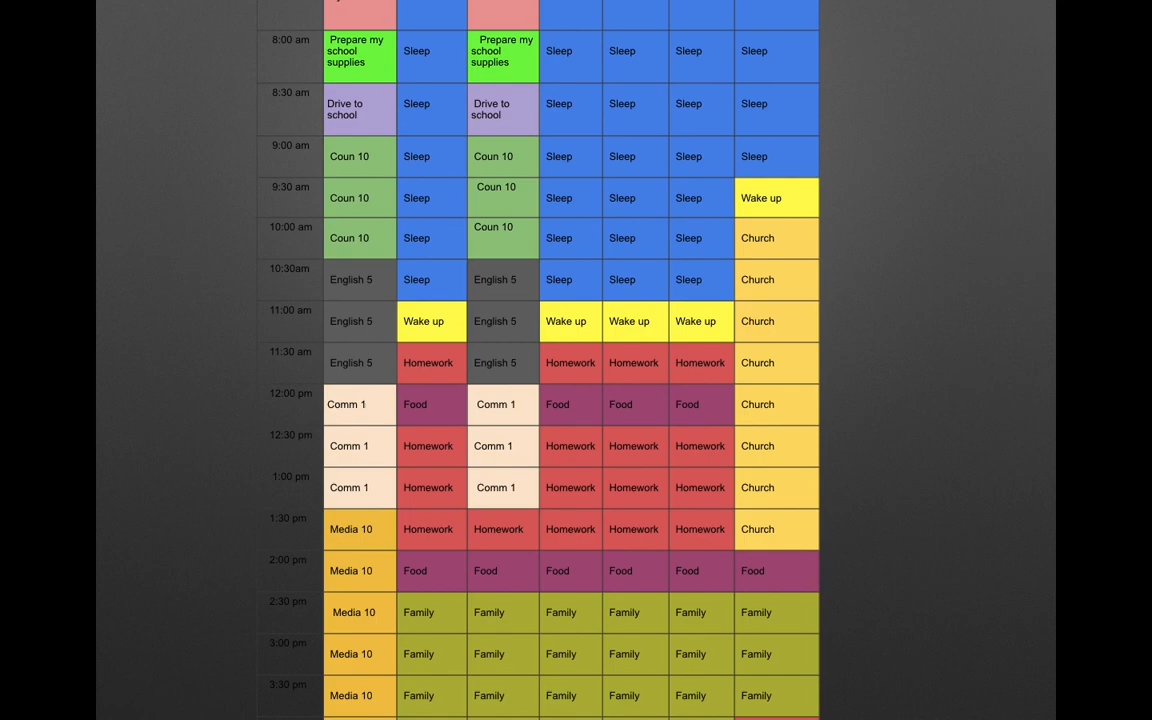 8:00 am Prepare my school supplies Sleep Prepare my school supplies Sleep Sleep Sleep Sleep
8:30 am Drive to school Sleep Drive to school Sleep Sleep Sleep Sleep
9:00 am Coun 10 Sleep Coun 10 Sleep Sleep Sleep Sleep
9:30 am Coun 10 Sleep Coun 10 Sleep Sleep Sleep Wake up
10:00 am Coun 10 Sleep Coun 10 Sleep Sleep Sleep Church
10:30am English 5 Sleep English 5 Sleep Sleep Sleep Church
11:00 am English 5 Wake up English 5 Wake up Wake up Wake up Church
11:30 am English 5 Homework English 5 Homework Homework Homework Church
12:00 pm Comm 1 Food Comm 1 Food Food Food Church
12:30 pm Comm 1 Homework Comm 1 Homework Homework Homework Church
1:00 pm Comm 1 Homework Comm 1 Homework Homework Homework Church
1:30 pm Media 10 Homework Homework Homework Homework Homework Church
2:00 pm Media 10 Food Food Food Food Food Food
2:30 pm Media 10 Family Family Family Family Family Family
3:00 pm Media 10 Family Family Family Family Family Family
3:30 pm Media 10 Family Family Family Family Family Family